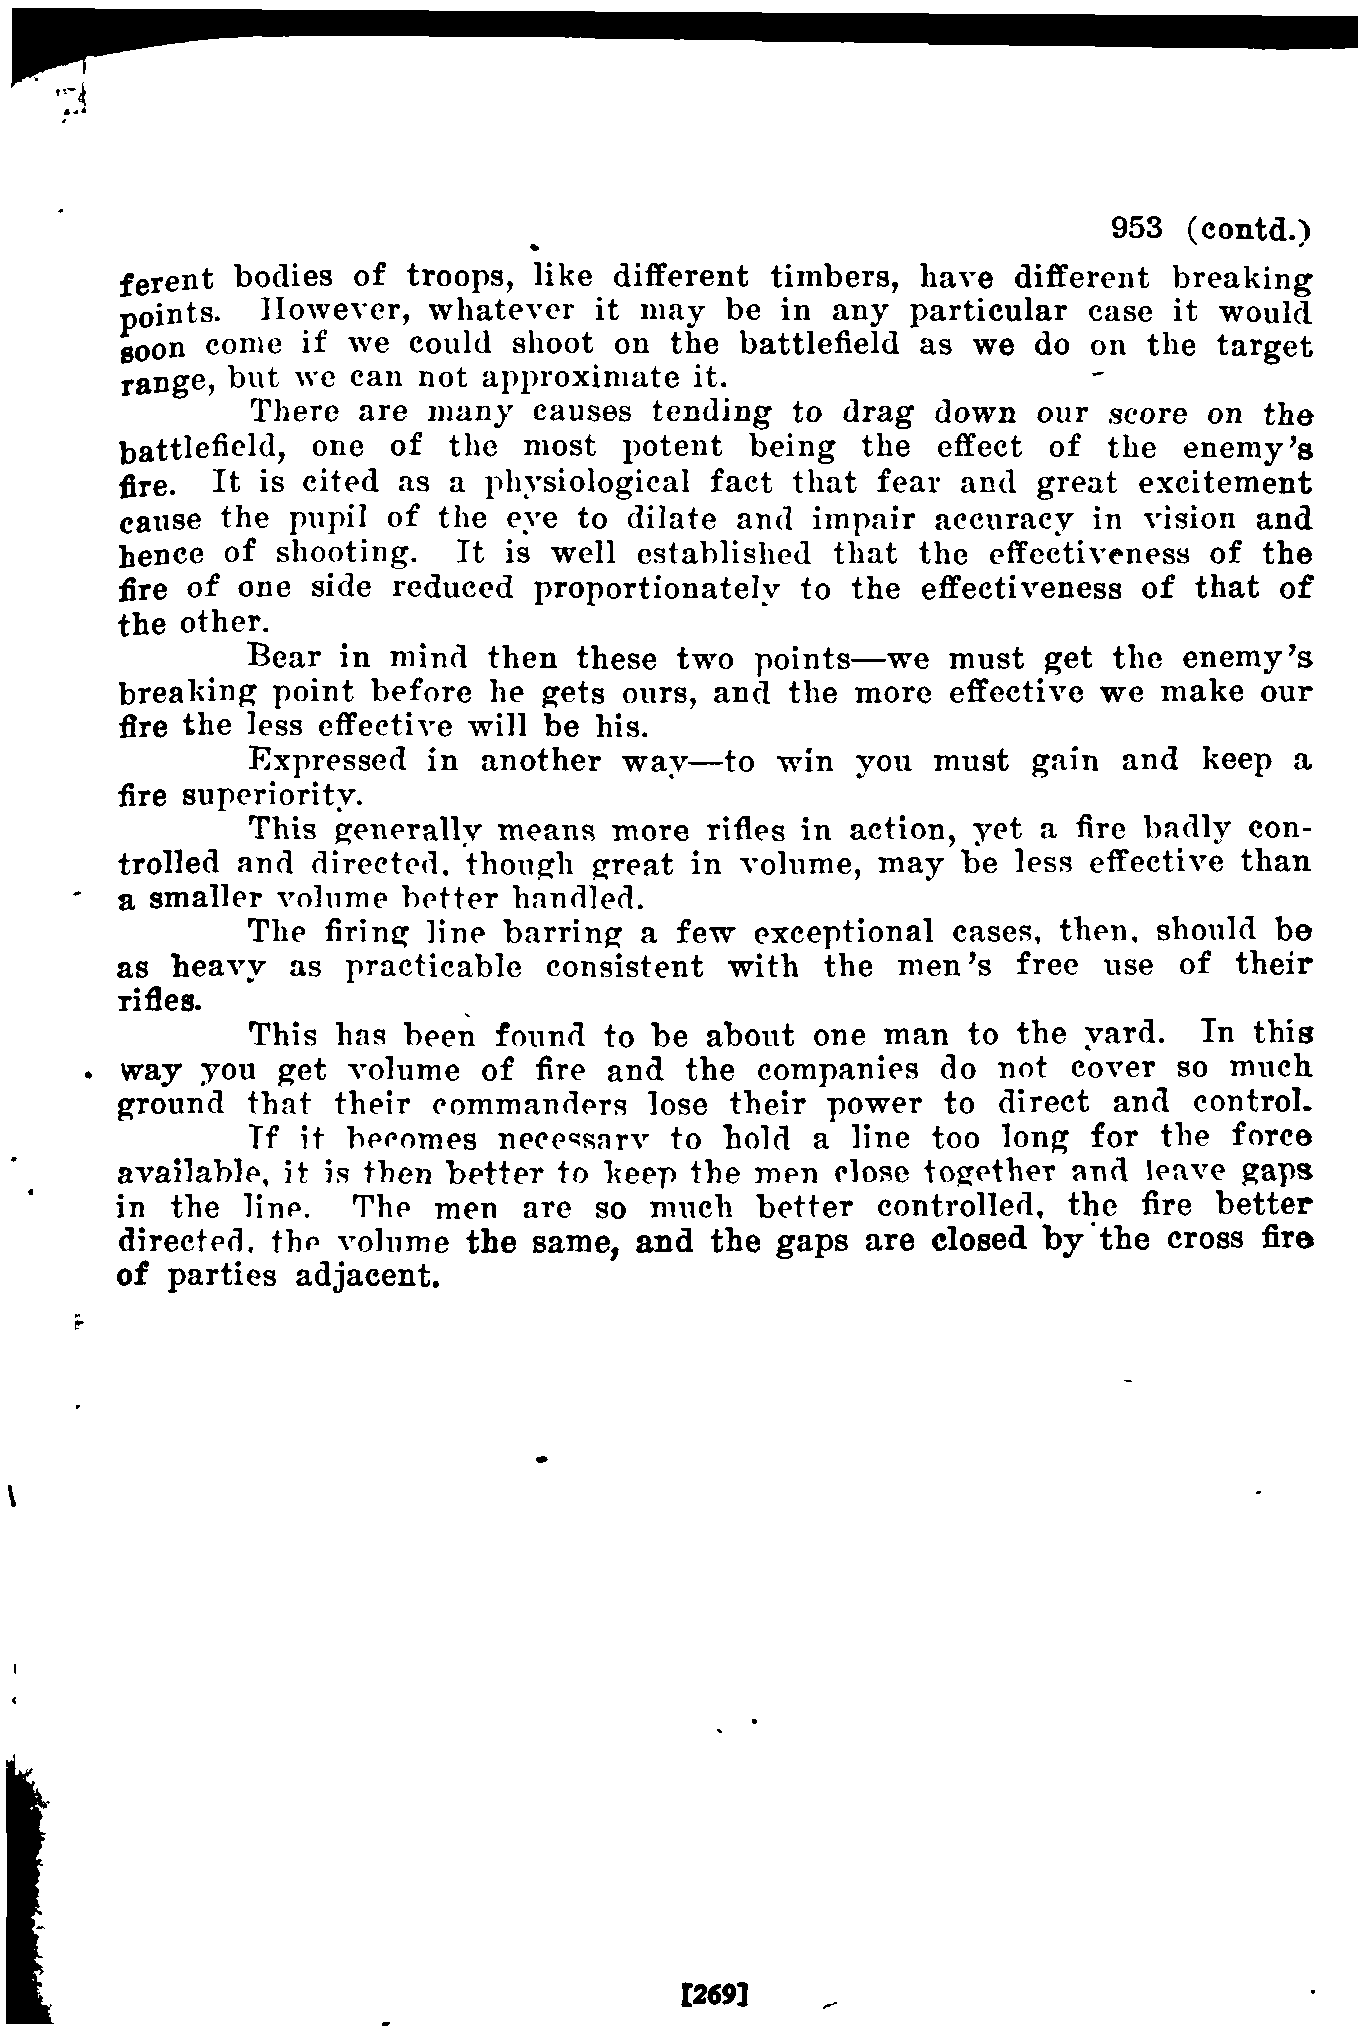 953 (contd.)
ferent bodies of troops, like different timbers, have different breaking
points. However, whatever it may be in any particular case it would
soon come if we could shoot on the battlefield as we do on the target
range, but we can not approximate it.
There are many causes tending to drag down our score on the
battlefield, one of the most potent being the effect of the enemy's
fire. It is cited as a physiological fact that fear and great excitement
cause the pupil of the eye to dilate and impair accuracy in vision and
hence of shooting. It is well established that the effectiveness of the
fire of one side reduced proportionately to the effectiveness of that of
the other.
Bear in mind then these two points—we must get the enemy's
breaking point before he gets ours, and the more effective we make our
fire the less effective will be his.
Expressed in another way—to win you must gain and keep a
fire superiority.
This generally means more rifles in action, yet a fire badly con-
trolled and directed, though great in volume, may be less effective than
a smaller volume better handled.
The firing line barring a few exceptional cases, then, should be
as heavy as practicable consistent with the men's free use of their
rifles.
This has been found to be about one man to the yard. In this
way you get volume of fire and the companies do not cover so much
ground that their commanders lose their power to direct and control.
If it becomes necessary to hold a line too long for the force
available, it is then better to keep the men close together and leave gaps
in the line. The men are so much better controlled, the fire better
directed, the volume the same, and the gaps are closed by the cross fire
of parties adjacent.
[269]